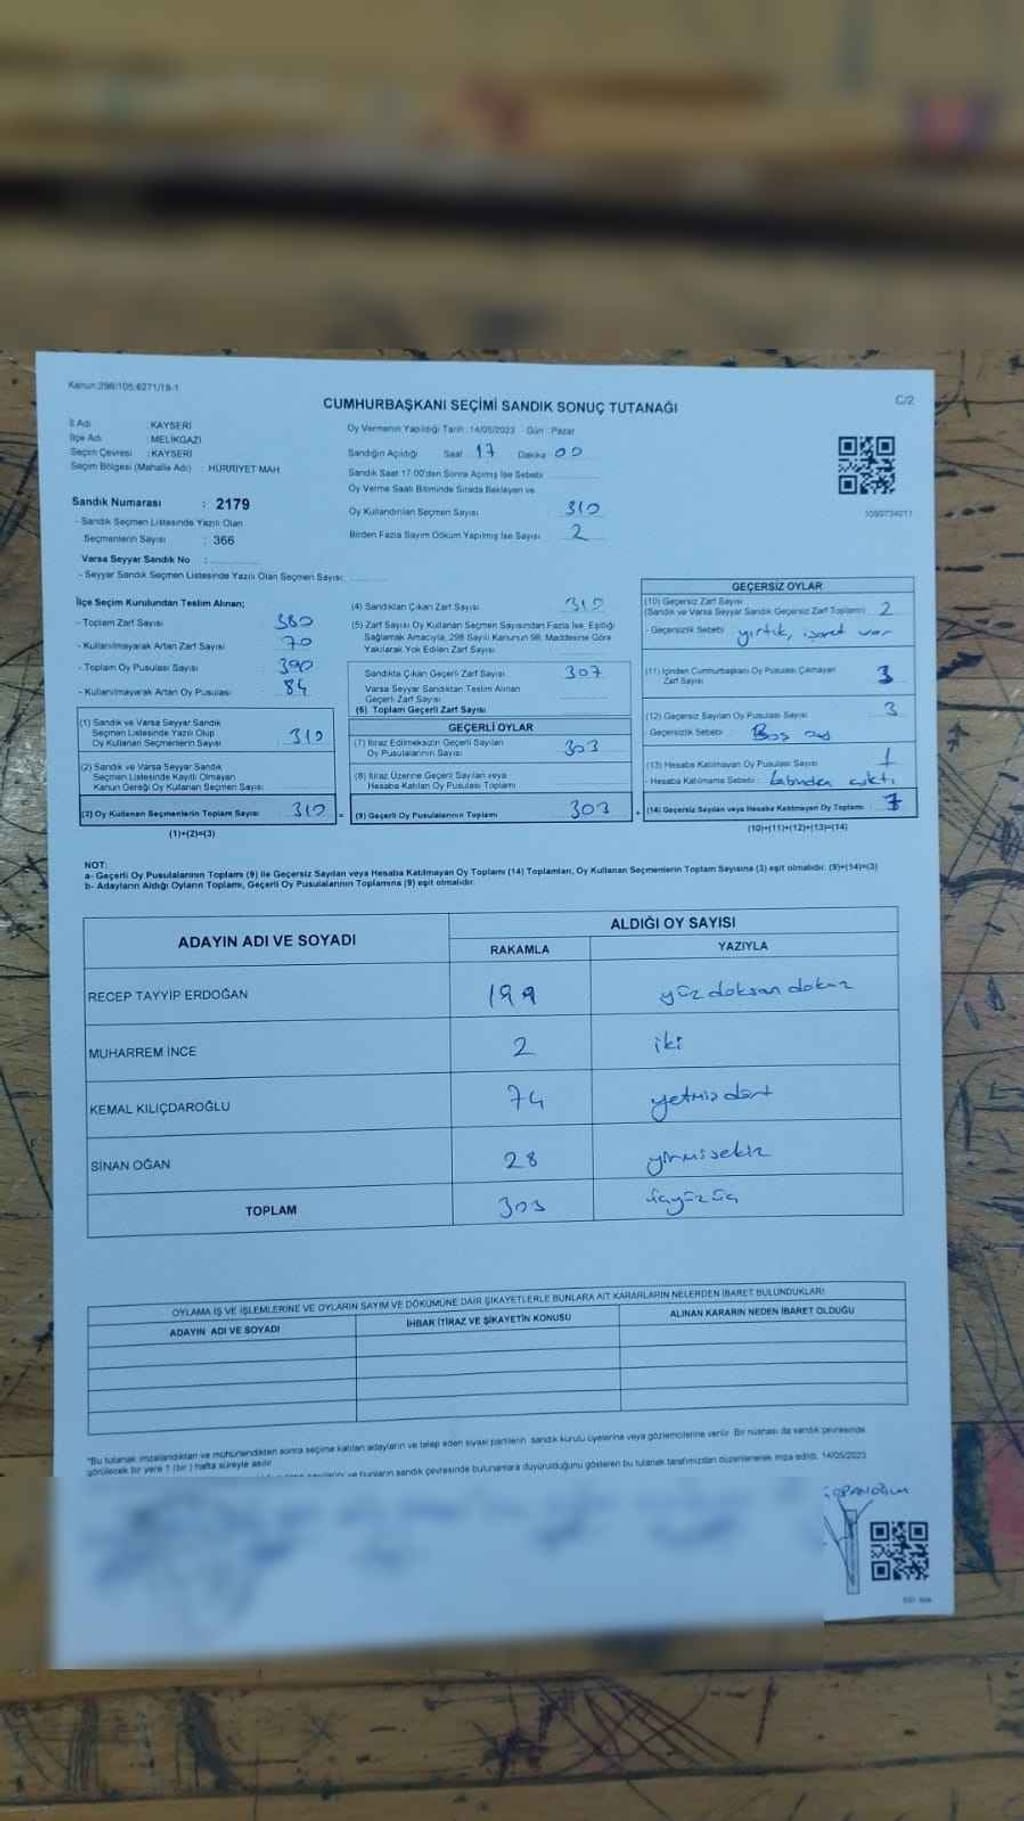 Kanun:298/105,6271/19-1
C/2
CUMHURBAŞKANI SEÇİMİ SANDIK SONUÇ TUTANAĞI
İl Adı : KAYSERİ
İlçe Adı : MELİKGAZİ
Seçim Çevresi : KAYSERİ
Seçim Bölgesi (Mahalle Adı) : HÜRRİYET MAH
Sandık Numarası : 2179
- Sandık Seçmen Listesinde Yazılı Olan
Seçmenlerin Sayısı : 366
Varsa Seyyar Sandık No :
- Seyyar Sandık Seçmen Listesinde Yazılı Olan Seçmen Sayısı:
Oy Vermenin Yapıldığı Tarih : 14/05/2023 Gün : Pazar
Sandığın Açıldığı Saat 17 Dakika 00
Sandık Saat 17.00'den Sonra Açılmış İse Sebebi
Oy Verme Saati Bitiminde Sırada Bekleyen ve
Oy Kullandırılan Seçmen Sayısı 310
Birden Fazla Sayım Döküm Yapılmış İse Sayısı 2
İlçe Seçim Kurulundan Teslim Alınan;
- Toplam Zarf Sayısı 380
- Kullanılmayarak Artan Zarf Sayısı 70
- Toplam Oy Pusulası Sayısı 390
- Kullanılmayarak Artan Oy Pusulası 84
(1) Sandık ve Varsa Seyyar Sandık
Seçmen Listesinde Yazılı Olup
Oy Kullanan Seçmenlerin Sayısı 310
(2) Sandık ve Varsa Seyyar Sandık
Seçmen Listesinde Kayıtlı Olmayan
Kanun Gereği Oy Kullanan Seçmen Sayısı
(3) Oy Kullanan Seçmenlerin Toplam Sayısı 310 =
(1)+(2)=(3)
(4) Sandıktan Çıkan Zarf Sayısı 310
(5) Zarf Sayısı Oy Kullanan Seçmen Sayısından Fazla İse, Eşitliği
Sağlamak Amacıyla, 298 Sayılı Kanunun 98. Maddesine Göre
Yakılarak Yok Edilen Zarf Sayısı
Sandıkta Çıkan Geçerli Zarf Sayısı 307
Varsa Seyyar Sandıktan Teslim Alınan
Geçerli Zarf Sayısı
(6) Toplam Geçerli Zarf Sayısı
GEÇERLİ OYLAR
(7) İtiraz Edilmeksizin Geçerli Sayılan
Oy Pusulalarının Sayısı 303
(8) İtiraz Üzerine Geçerli Sayılan veya
Hesaba Katılan Oy Pusulası Toplamı
(9) Geçerli Oy Pusulalarının Toplamı 303 +
GEÇERSİZ OYLAR
(10) Geçersiz Zarf Sayısı
(Sandık ve Varsa Seyyar Sandık Geçersiz Zarf Toplamı) 2
- Geçersizlik Sebebi yırtık, işaret var
(11) İçinden Cumhurbaşkanı Oy Pusulası Çıkmayan
Zarf Sayısı 3
(12) Geçersiz Sayılan Oy Pusulası Sayısı 3
Geçersizlik Sebebi Boş oy
(13) Hesaba Katılmayan Oy Pusulası Sayısı 1
- Hesaba Katılmama Sebebi kabinden çıktı
(14) Geçersiz Sayılan veya Hesaba Katılmayan Oy Toplamı 7
(10)+(11)+(12)+(13)=(14)
NOT:
a- Geçerli Oy Pusulalarının Toplamı (9) ile Geçersiz Sayılan veya Hesaba Katılmayan Oy Toplamı (14) Toplamları, Oy Kullanan Seçmenlerin Toplam Sayısına (3) eşit olmalıdır. (9)+(14)=(3)
b- Adayların Aldığı Oyların Toplamı, Geçerli Oy Pusulalarının Toplamına (9) eşit olmalıdır.
ADAYIN ADI VE SOYADI
ALDIĞI OY SAYISI
RAKAMLA YAZIYLA
RECEP TAYYİP ERDOĞAN 199 yüz doksan dokuz
MUHARREM İNCE 2 iki
KEMAL KILIÇDAROĞLU 74 yetmiş dört
SİNAN OĞAN 28 yirmi sekiz
TOPLAM 303 üçyüzüç
OYLAMA İŞ VE İŞLEMLERİNE VE OYLARIN SAYIM VE DÖKÜMÜNE DAİR ŞİKAYETLERLE BUNLARA AİT KARARLARIN NELERDEN İBARET BULUNDUKLARI
ADAYIN ADI VE SOYADI İHBAR İTİRAZ VE ŞİKAYETİN KONUSU ALINAN KARARIN NEDEN İBARET OLDUĞU
"Bu tutanak imzalandıktan ve mühürlendikten sonra seçime katılan adayların ve talep eden siyasi partilerin sandık kurulu üyelerine veya gözlemcilerine verilir. Bir nüshası da sandık çevresinde
görülecek bir yere 1 (bir) hafta süreyle asılır.
sandık çevresinde bulunanlara duyurulduğunu gösteren bu tutanak tarafımızdan düzenlenerek imza edildi. 14/05/2023